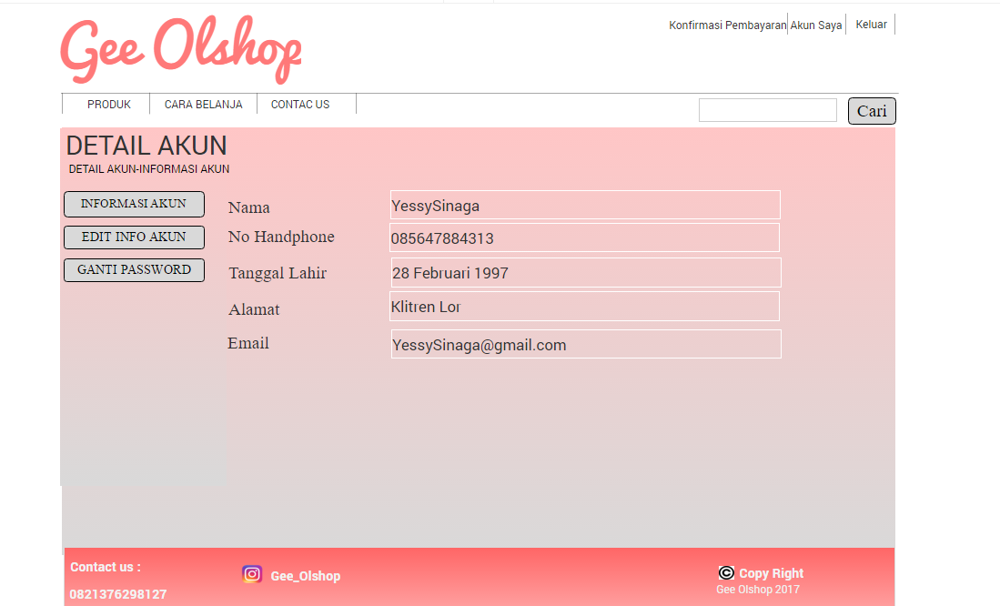 Gee Olshop
Konfirmasi Pembayaran Akun Saya Keluar
PRODUK CARA BELANJA CONTAC US
Cari
DETAIL AKUN
DETAIL AKUN-INFORMASI AKUN
INFORMASI AKUN
EDIT INFO AKUN
GANTI PASSWORD
Nama YessySinaga
No Handphone 085647884313
Tanggal Lahir 28 Februari 1997
Alamat Klitren Lor
Email YessySinaga@gmail.com
Contact us :
0821376298127
Gee_Olshop
© Copy Right
Gee Olshop 2017